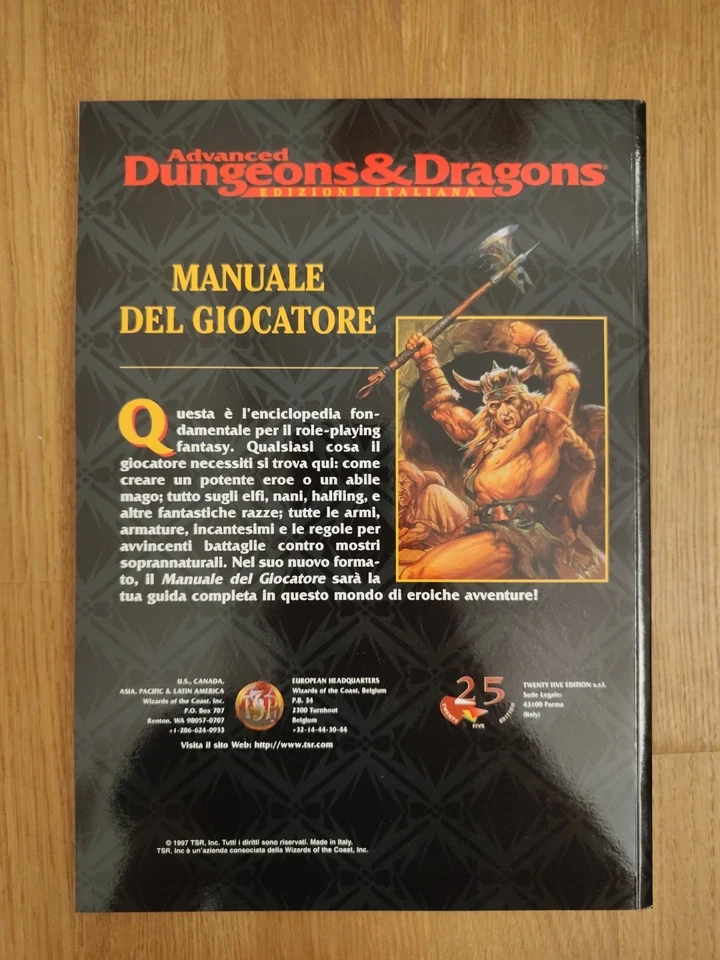 Advanced
Dungeons & Dragons
EDIZIONE ITALIANA
MANUALE
DEL GIOCATORE
Questa è l'enciclopedia fon-
damentale per il role-playing
fantasy. Qualsiasi cosa il
giocatore necessiti si trova qui: come
creare un potente eroe o un abile
mago; tutto sugli elfi, nani, halfling, e
altre fantastiche razze; tutte le armi,
armature, incantesimi e le regole per
avvincenti battaglie contro mostri
soprannaturali. Nel suo nuovo forma-
to, il Manuale del Giocatore sarà la
tua guida completa in questo mondo di eroiche avventure!
U.S., CANADA,
ASIA, PACIFIC & LATIN AMERICA
Wizards of the Coast, Inc.
P.O. Box 707
Renton, WA 98057-0707
+1-206-624-0933
TSR
EUROPEAN HEADQUARTERS
Wizards of the Coast, Belgium
P.B. 34
2300 Turnhout
Belgium
+32-14-44-30-44
Visita il sito Web: http://www.tsr.com
25
TWENTY FIVE EDITION
TWENTY FIVE EDITION s.r.l.
Sede Legale:
43100 Parma
(Italy)
© 1997 TSR, Inc. Tutti i diritti sono riservati. Made in Italy.
TSR, Inc è un'azienda consociata della Wizards of the Coast, Inc.